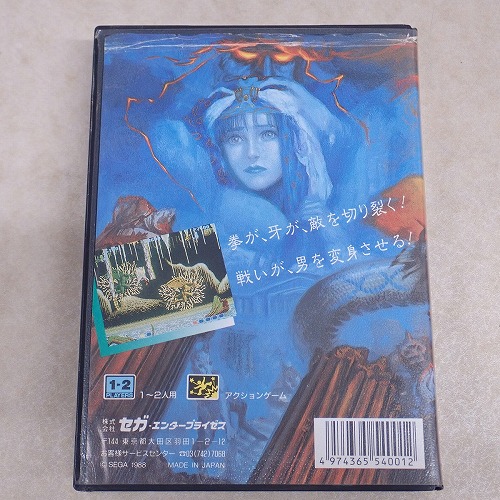 拳が、牙が、敵を切り裂く!
戦いが、男を変身させる!
1・2
PLAYERS
1〜2人用
アクションゲーム
株式会社 セガ・エンタープライゼス
〒144 東京都大田区羽田1-2-12
お客様サービスセンター ☎03(742)7068
© SEGA 1988 MADE IN JAPAN
4 974365 540012